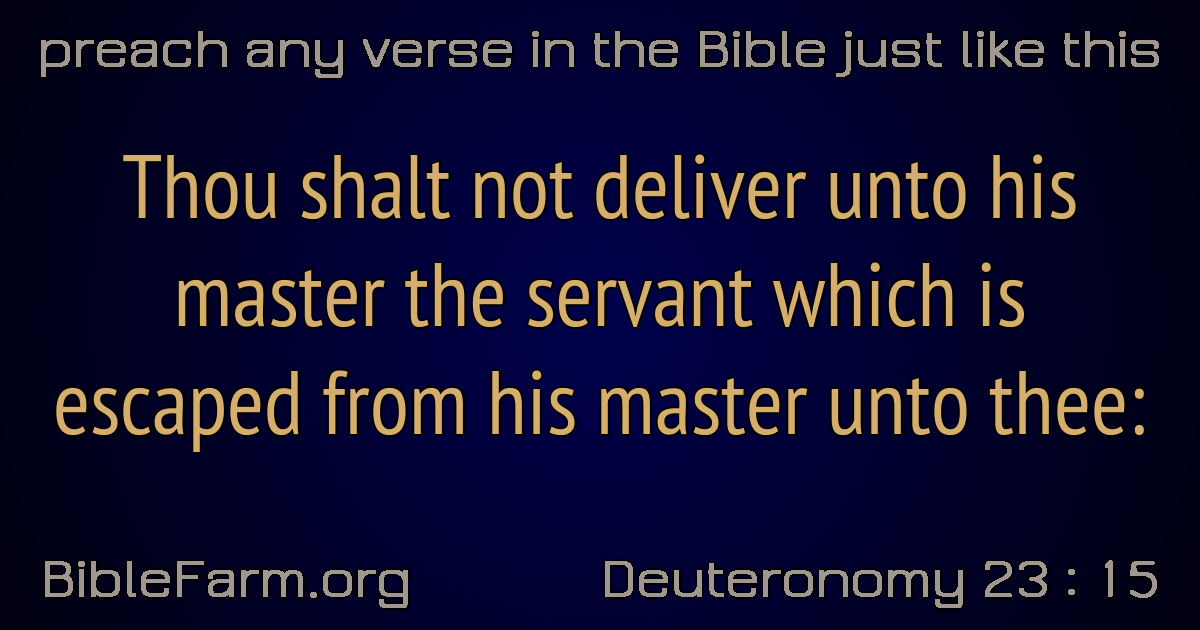 preach any verse in the Bible just like this
Thou shalt not deliver unto his
master the servant which is
escaped from his master unto thee:
BibleFarm.org
Deuteronomy 23 : 15